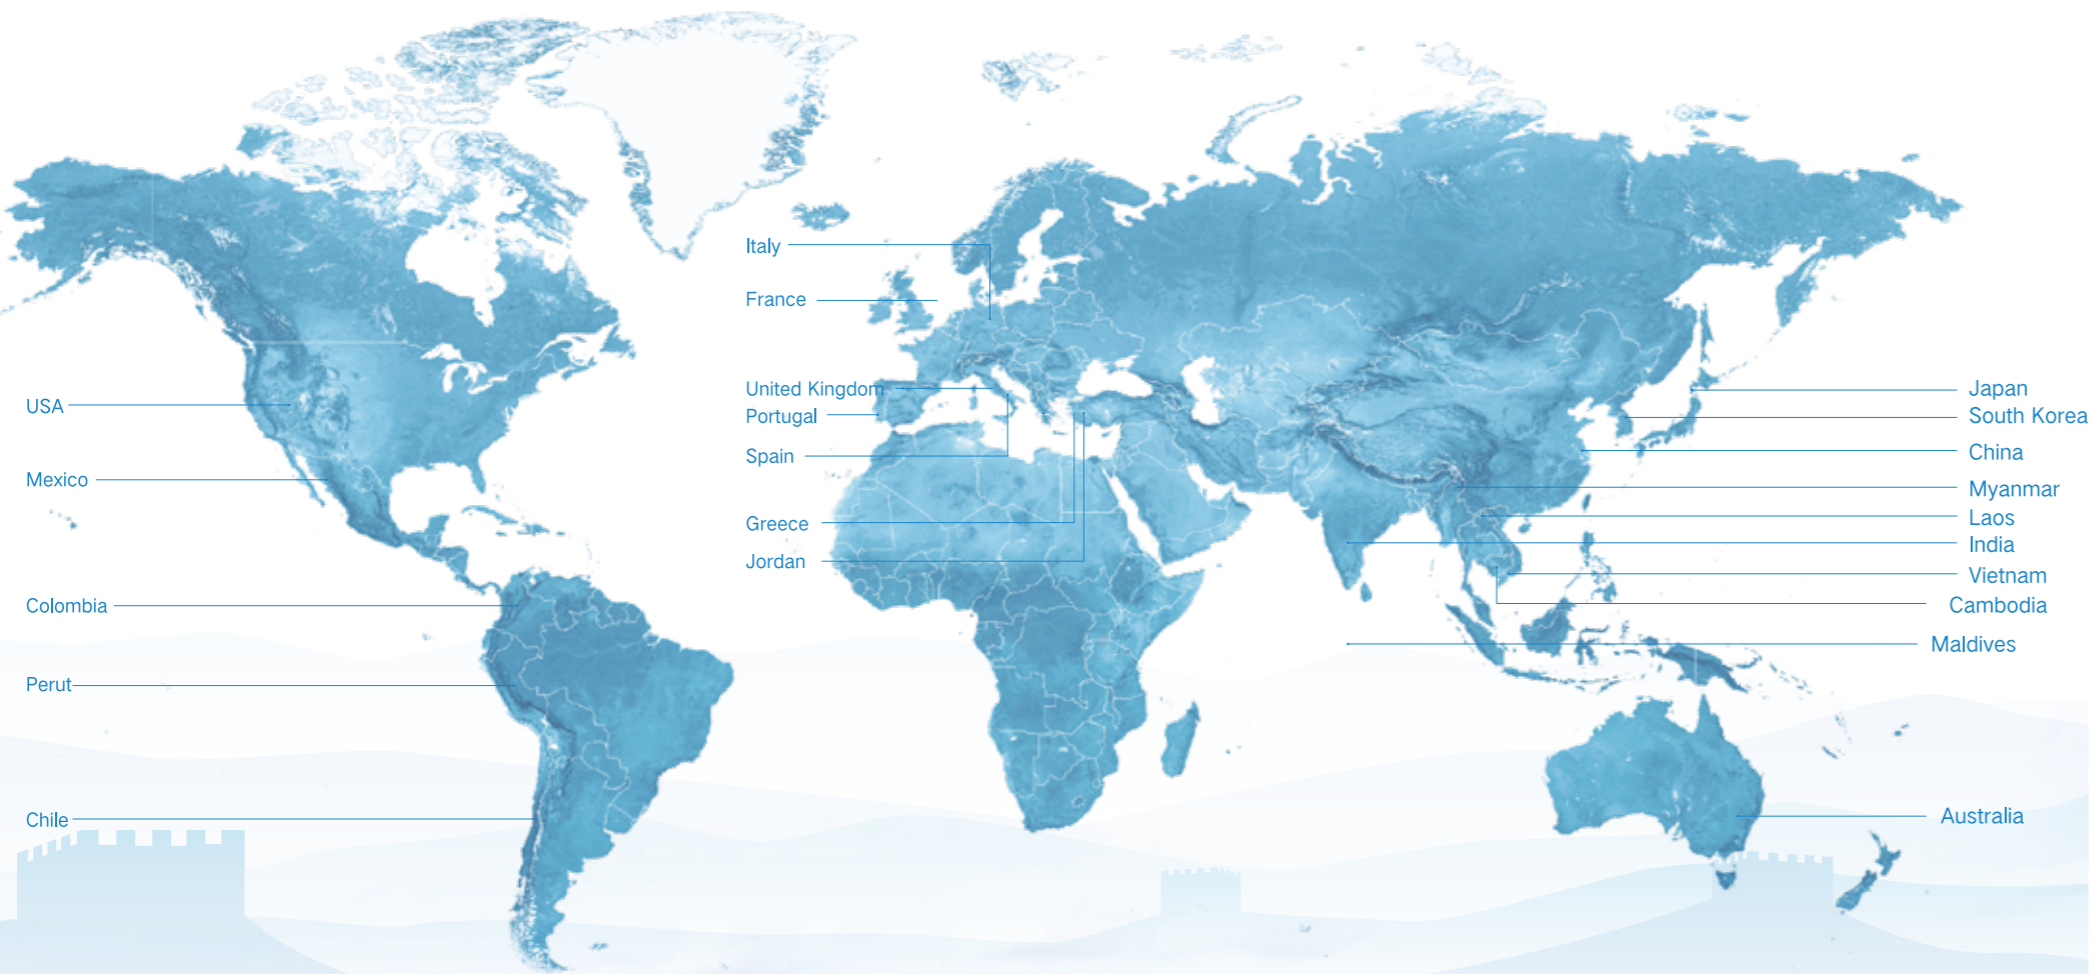 USA
Mexico
Colombia
Perut
Chile
Italy
France
United Kingdom
Portugal
Spain
Greece
Jordan
Japan
South Korea
China
Myanmar
Laos
India
Vietnam
Cambodia
Maldives
Australia